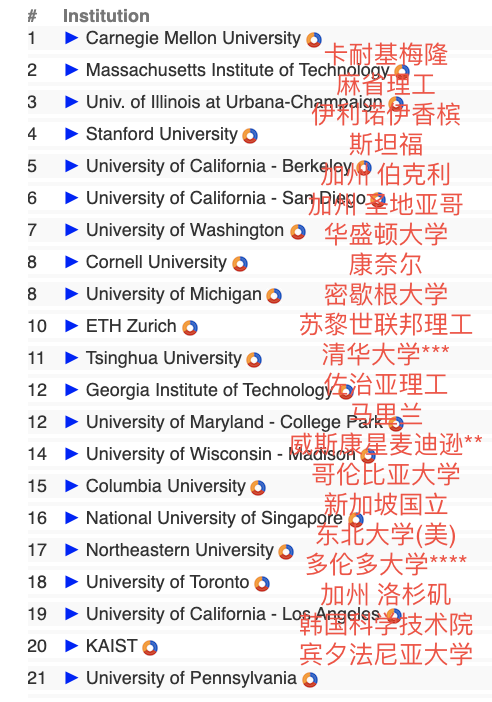 # Institution
1 ▶ Carnegie Mellon University
卡耐基梅隆
2 ▶ Massachusetts Institute of Technology
麻省理工
3 ▶ Univ. of Illinois at Urbana-Champaign
伊利诺伊香槟
4 ▶ Stanford University
斯坦福
5 ▶ University of California - Berkeley
加州 伯克利
6 ▶ University of California - San Diego
加州 圣地亚哥
7 ▶ University of Washington
华盛顿大学
8 ▶ Cornell University
康奈尔
8 ▶ University of Michigan
密歇根大学
10 ▶ ETH Zurich
苏黎世联邦理工
11 ▶ Tsinghua University
清华大学***
12 ▶ Georgia Institute of Technology
佐治亚理工
12 ▶ University of Maryland - College Park
马里兰
14 ▶ University of Wisconsin - Madison
威斯康星麦迪逊**
15 ▶ Columbia University
哥伦比亚大学
16 ▶ National University of Singapore
新加坡国立
17 ▶ Northeastern University
东北大学(美)
18 ▶ University of Toronto
多伦多大学****
19 ▶ University of California - Los Angeles
加州 洛杉矶
20 ▶ KAIST
韩国科学技术院
21 ▶ University of Pennsylvania
宾夕法尼亚大学